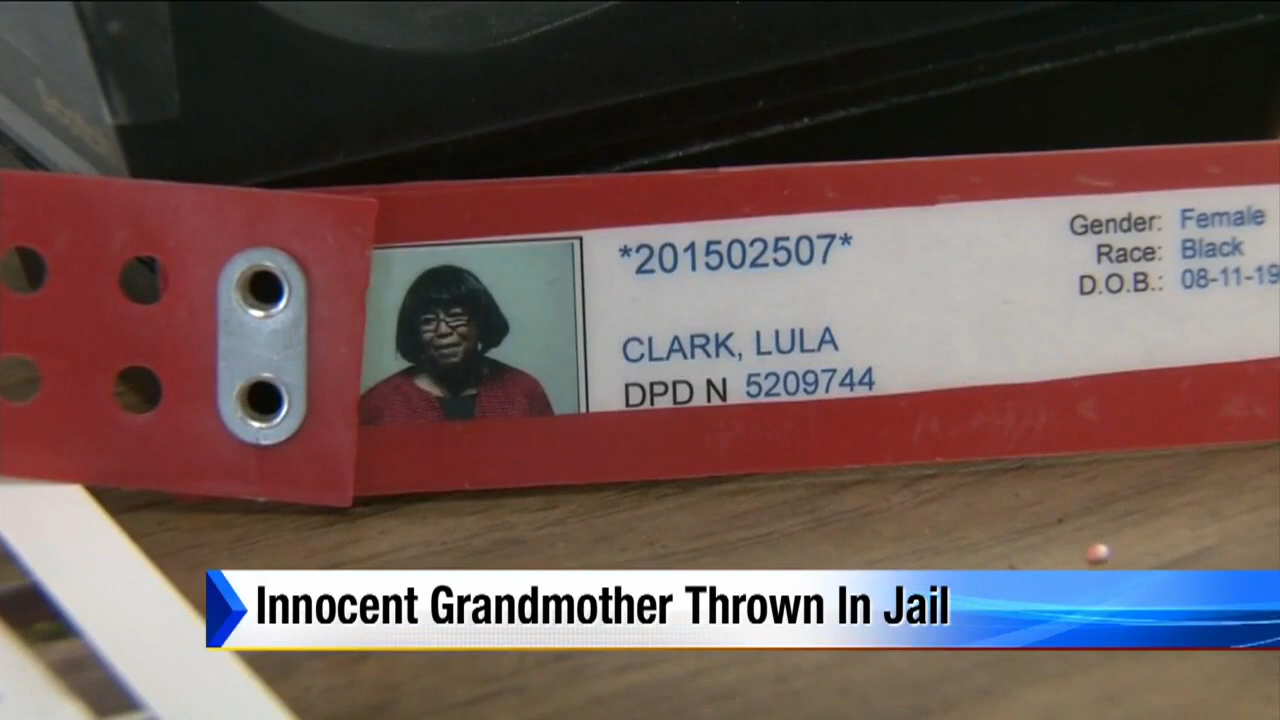 *201502507*
CLARK, LULA
DPD N 5209744
Gender: Female
Race: Black
D.O.B.: 08-11-19
Innocent Grandmother Thrown In Jail